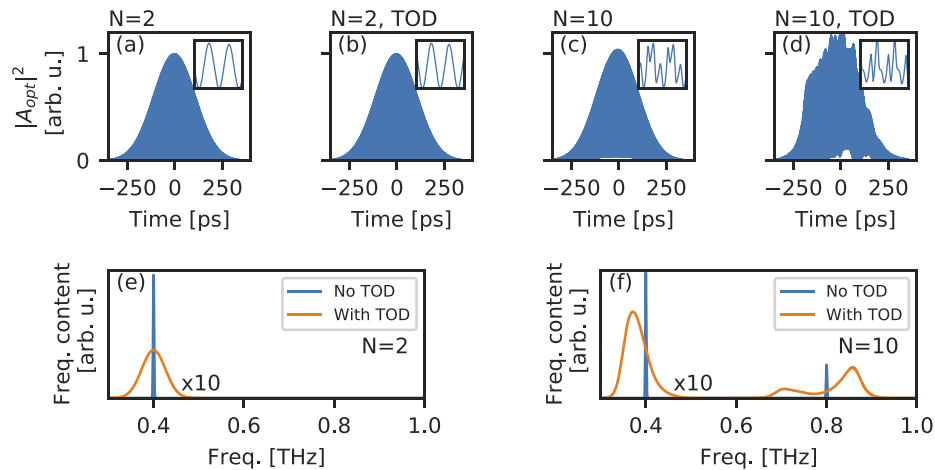 N=2
N=2, TOD
N=10
N=10, TOD
(a)
(b)
(c)
(d)
|A_opt|²
[arb. u.]
1
0
−250 0 250
−250 0 250
−250 0 250
−250 0 250
Time [ps]
Time [ps]
Time [ps]
Time [ps]
(e)
No TOD
With TOD
N=2
x10
Freq. content
[arb. u.]
0.4 0.6 0.8 1.0
Freq. [THz]
(f)
No TOD
With TOD
N=10
x10
Freq. content
[arb. u.]
0.4 0.6 0.8 1.0
Freq. [THz]